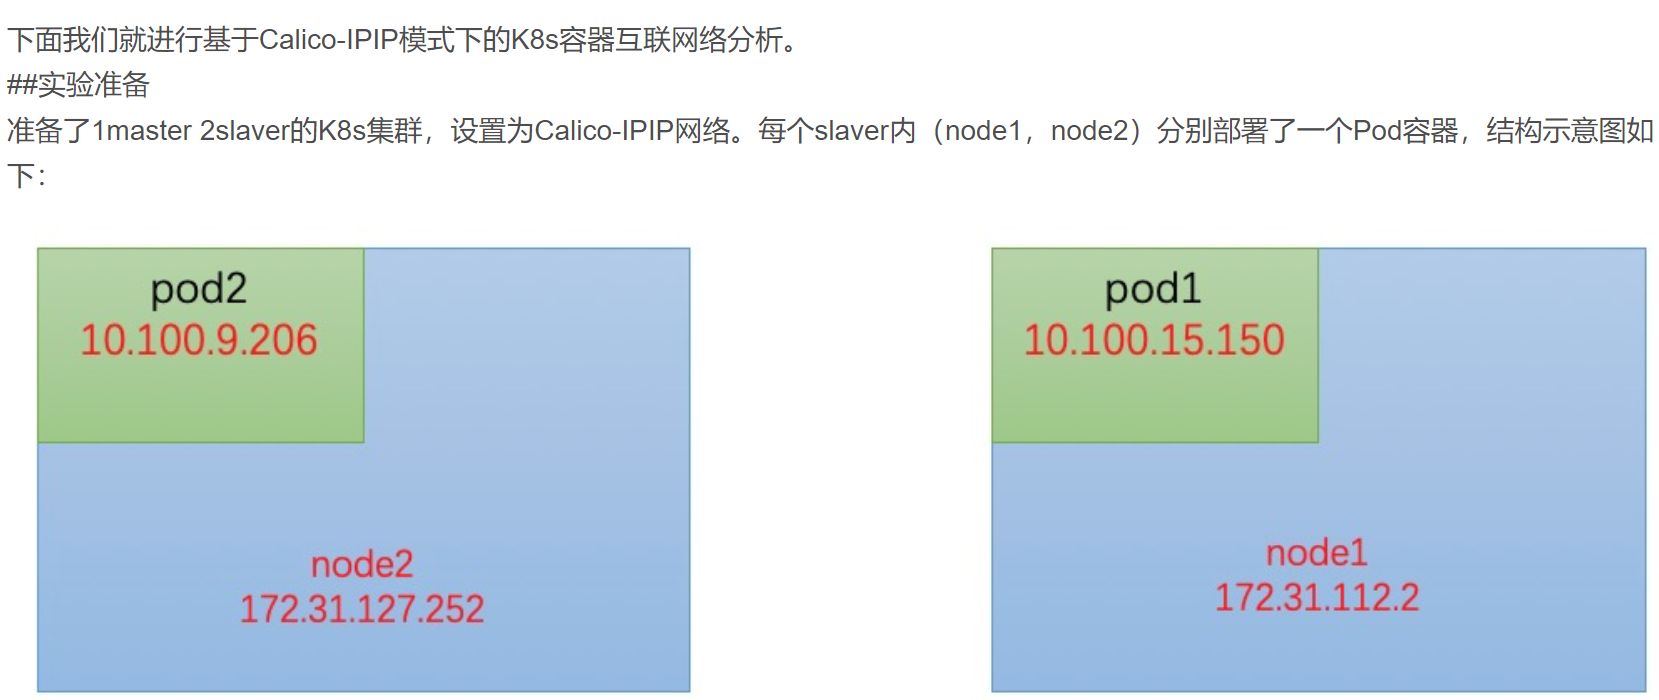 下面我们就进行基于Calico-IPIP模式下的K8s容器互联网络分析。
##实验准备
准备了1master 2slaver的K8s集群，设置为Calico-IPIP网络。每个slaver内（node1，node2）分别部署了一个Pod容器，结构示意图如
下：
pod2
10.100.9.206
node2
172.31.127.252
pod1
10.100.15.150
node1
172.31.112.2